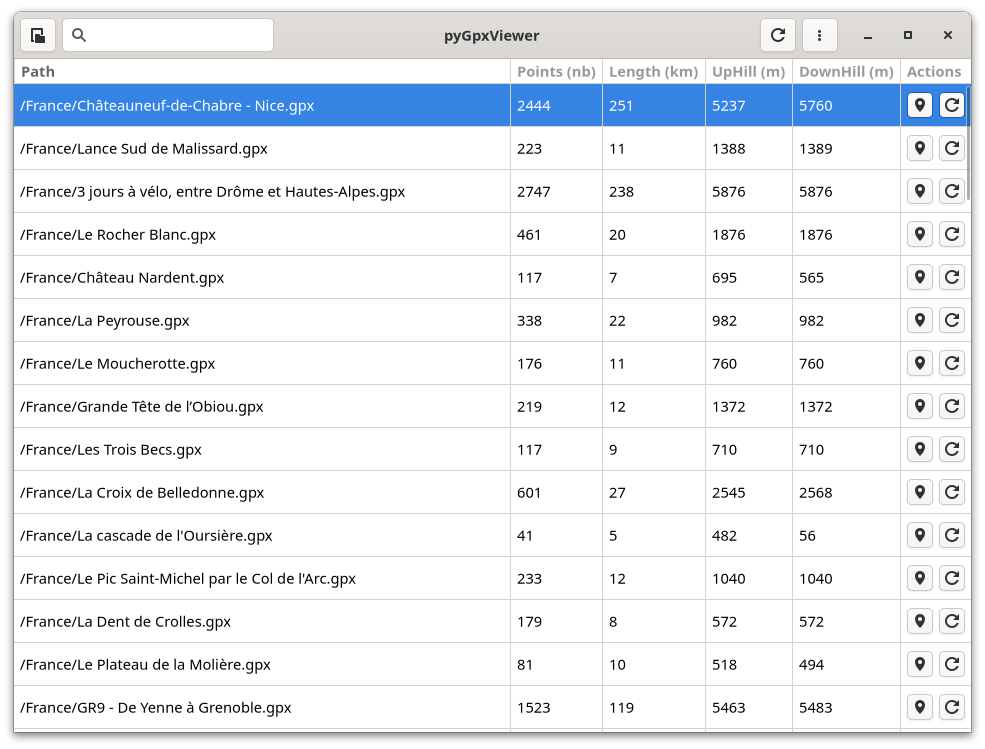 pyGpxViewer
Path Points (nb) Length (km) UpHill (m) DownHill (m) Actions
/France/Châteauneuf-de-Chabre - Nice.gpx 2444 251 5237 5760
/France/Lance Sud de Malissard.gpx 223 11 1388 1389
/France/3 jours à vélo, entre Drôme et Hautes-Alpes.gpx 2747 238 5876 5876
/France/Le Rocher Blanc.gpx 461 20 1876 1876
/France/Château Nardent.gpx 117 7 695 565
/France/La Peyrouse.gpx 338 22 982 982
/France/Le Moucherotte.gpx 176 11 760 760
/France/Grande Tête de l’Obiou.gpx 219 12 1372 1372
/France/Les Trois Becs.gpx 117 9 710 710
/France/La Croix de Belledonne.gpx 601 27 2545 2568
/France/La cascade de l'Oursière.gpx 41 5 482 56
/France/Le Pic Saint-Michel par le Col de l'Arc.gpx 233 12 1040 1040
/France/La Dent de Crolles.gpx 179 8 572 572
/France/Le Plateau de la Molière.gpx 81 10 518 494
/France/GR9 - De Yenne à Grenoble.gpx 1523 119 5463 5483